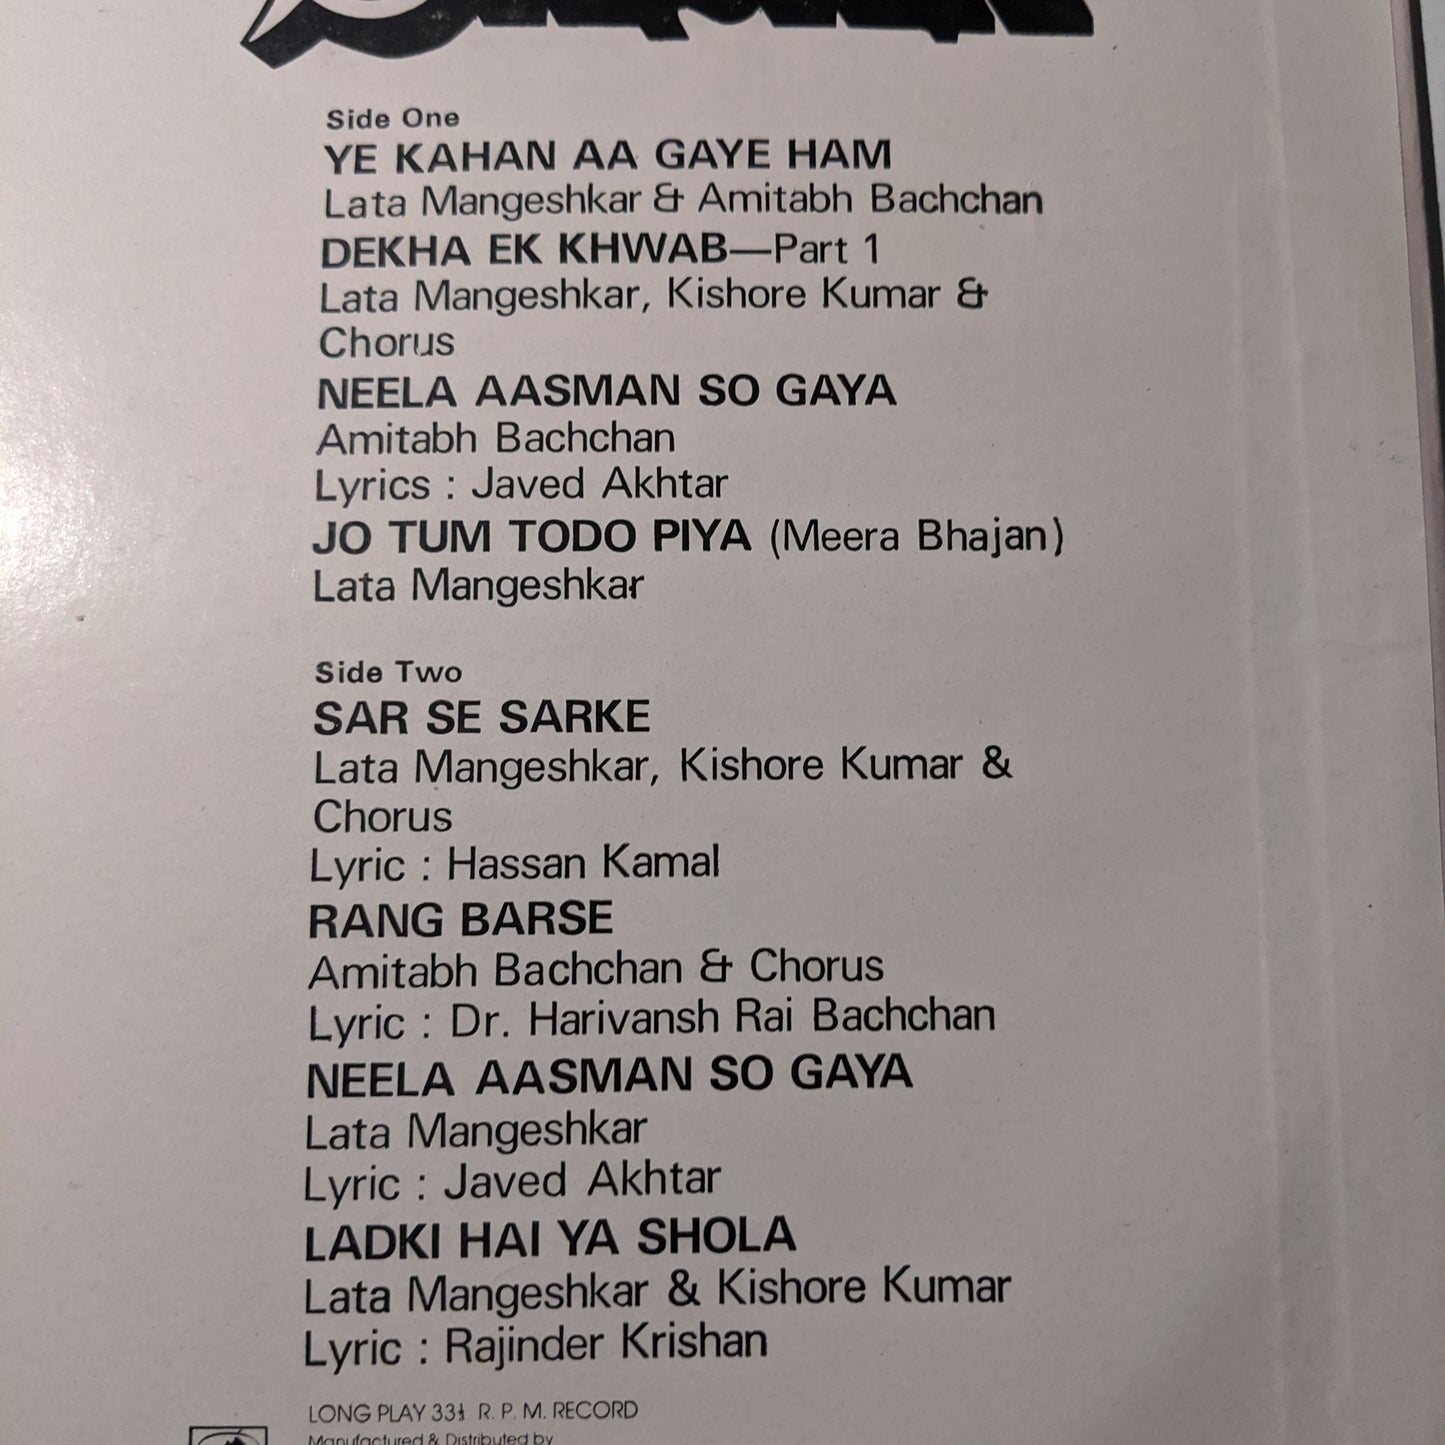 Side One
YE KAHAN AA GAYE HAM
Lata Mangeshkar & Amitabh Bachchan
DEKHA EK KHWAB—Part 1
Lata Mangeshkar, Kishore Kumar &
Chorus
NEELA AASMAN SO GAYA
Amitabh Bachchan
Lyrics : Javed Akhtar
JO TUM TODO PIYA (Meera Bhajan)
Lata Mangeshkar
Side Two
SAR SE SARKE
Lata Mangeshkar, Kishore Kumar &
Chorus
Lyric : Hassan Kamal
RANG BARSE
Amitabh Bachchan & Chorus
Lyric : Dr. Harivansh Rai Bachchan
NEELA AASMAN SO GAYA
Lata Mangeshkar
Lyric : Javed Akhtar
LADKI HAI YA SHOLA
Lata Mangeshkar & Kishore Kumar
Lyric : Rajinder Krishan
LONG PLAY 33⅓ R. P. M. RECORD
Manufactured & Distributed by